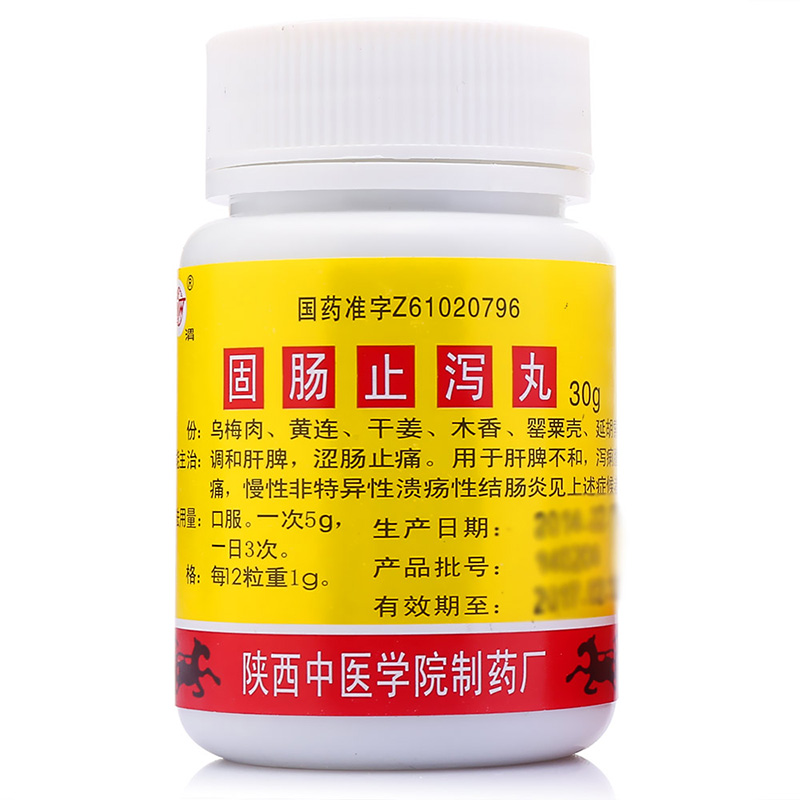 ®
国药准字Z61020796
固肠止泻丸 30g
份：乌梅肉、黄连、干姜、木香、罂粟壳、延胡
主治：调和肝脾，涩肠止痛。用于肝脾不和，泻痢
痛，慢性非特异性溃疡性结肠炎见上述症候
用量：口服。一次5g，
一日3次。
格：每12粒重1g。
生产日期：
产品批号：
有效期至：
陕西中医学院制药厂